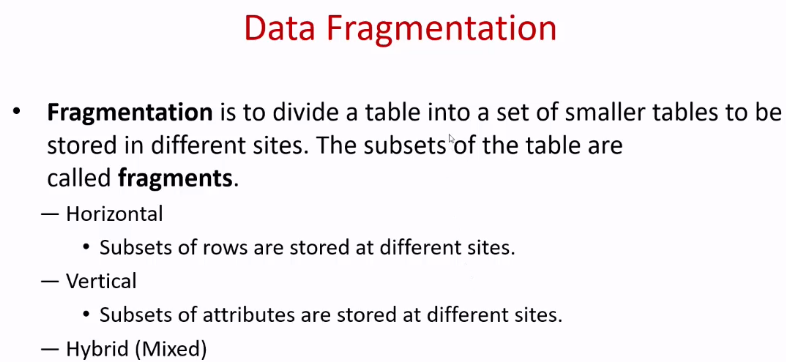 Data Fragmentation
• Fragmentation is to divide a table into a set of smaller tables to be
stored in different sites. The subsets of the table are
called fragments.
— Horizontal
• Subsets of rows are stored at different sites.
— Vertical
• Subsets of attributes are stored at different sites.
— Hybrid (Mixed)